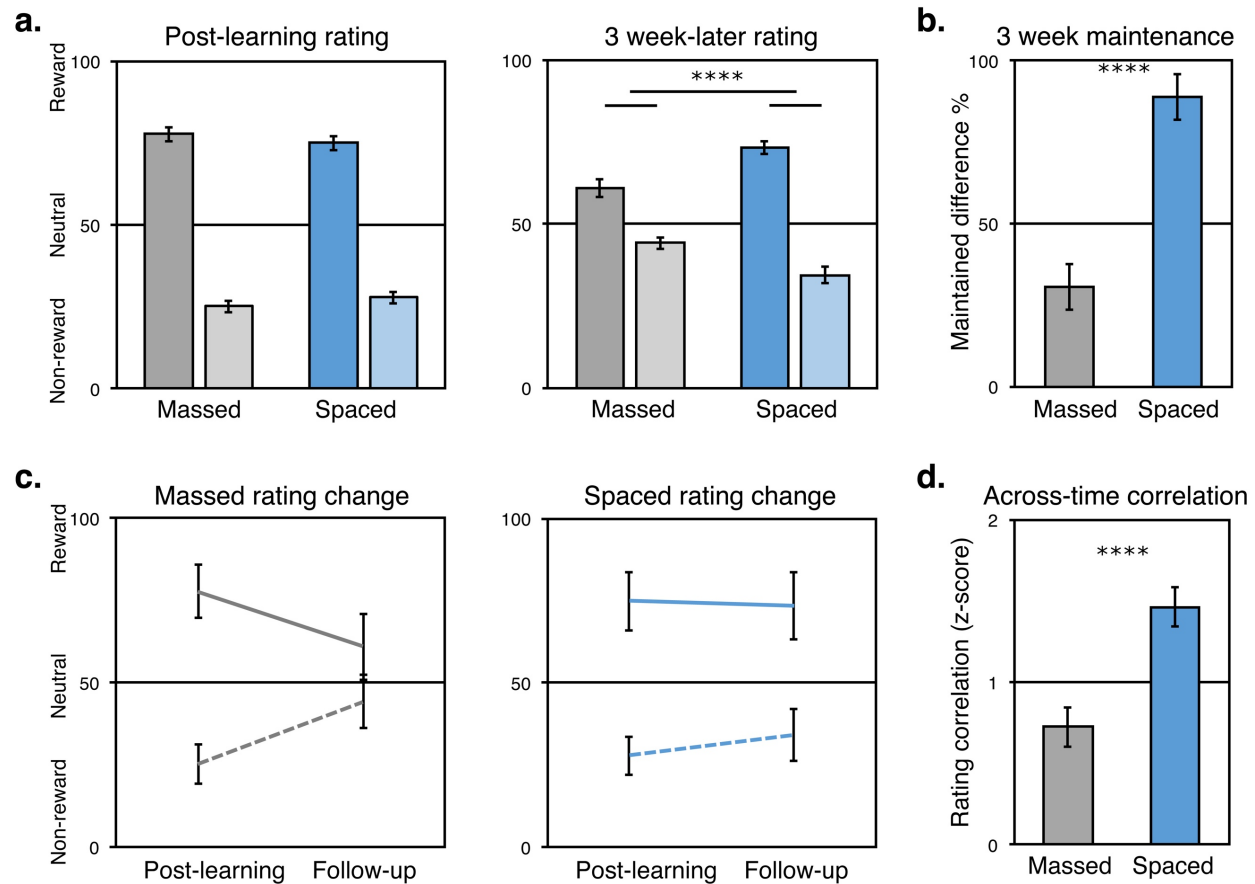 a.
Post-learning rating
Reward
Neutral
Non-reward
100
50
0
Massed
Spaced
3 week-later rating
****
100
50
0
Massed
Spaced
b.
3 week maintenance
****
Maintained difference %
100
50
0
Massed
Spaced
c.
Massed rating change
Reward
Neutral
Non-reward
100
50
0
Post-learning
Follow-up
Spaced rating change
100
50
0
Post-learning
Follow-up
d.
Across-time correlation
****
Rating correlation (z-score)
2
1
0
Massed
Spaced